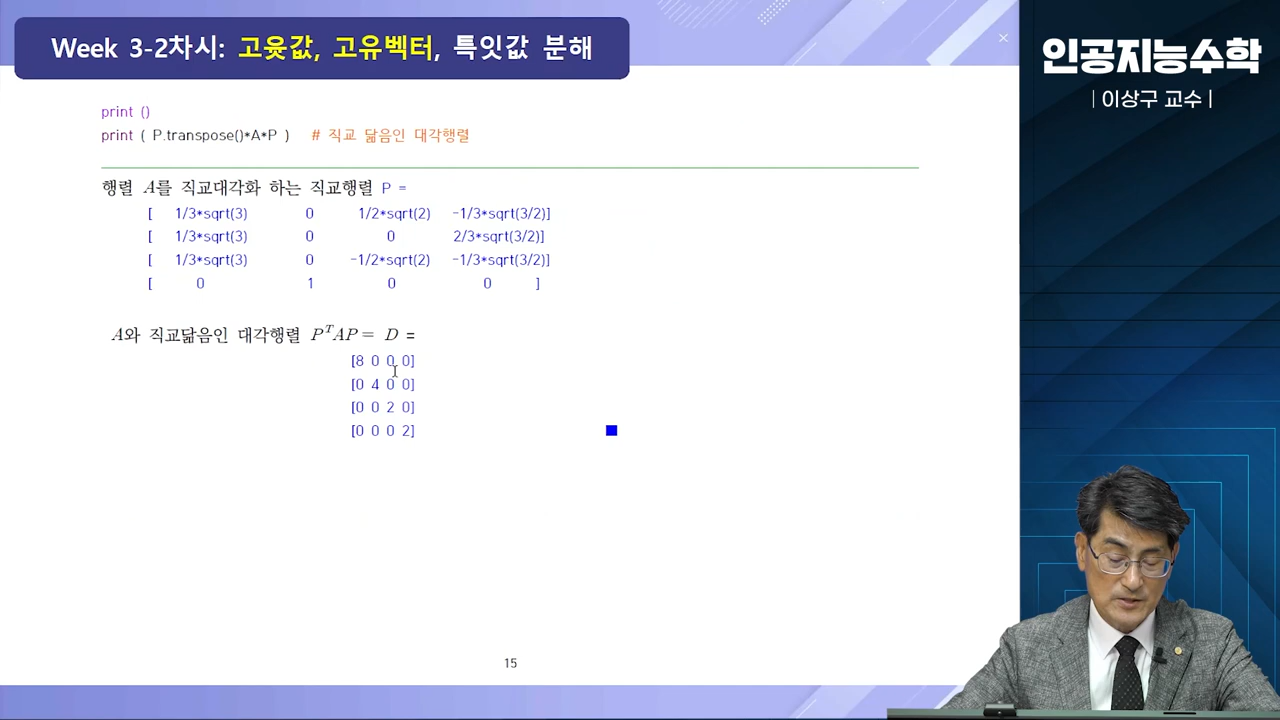 Week 3-2차시: 고윳값, 고유벡터, 특잇값 분해
인공지능수학
| 이상구 교수 |
print ()
print ( P.transpose()*A*P ) # 직교 닮음인 대각행렬
행렬 A를 직교대각화 하는 직교행렬 P =
[ 1/3*sqrt(3) 0 1/2*sqrt(2) -1/3*sqrt(3/2)]
[ 1/3*sqrt(3) 0 0 2/3*sqrt(3/2)]
[ 1/3*sqrt(3) 0 -1/2*sqrt(2) -1/3*sqrt(3/2)]
[ 0 1 0 0 ]
A와 직교닮음인 대각행렬 P^T AP = D =
[8 0 0 0]
[0 4 0 0]
[0 0 2 0]
[0 0 0 2]
15